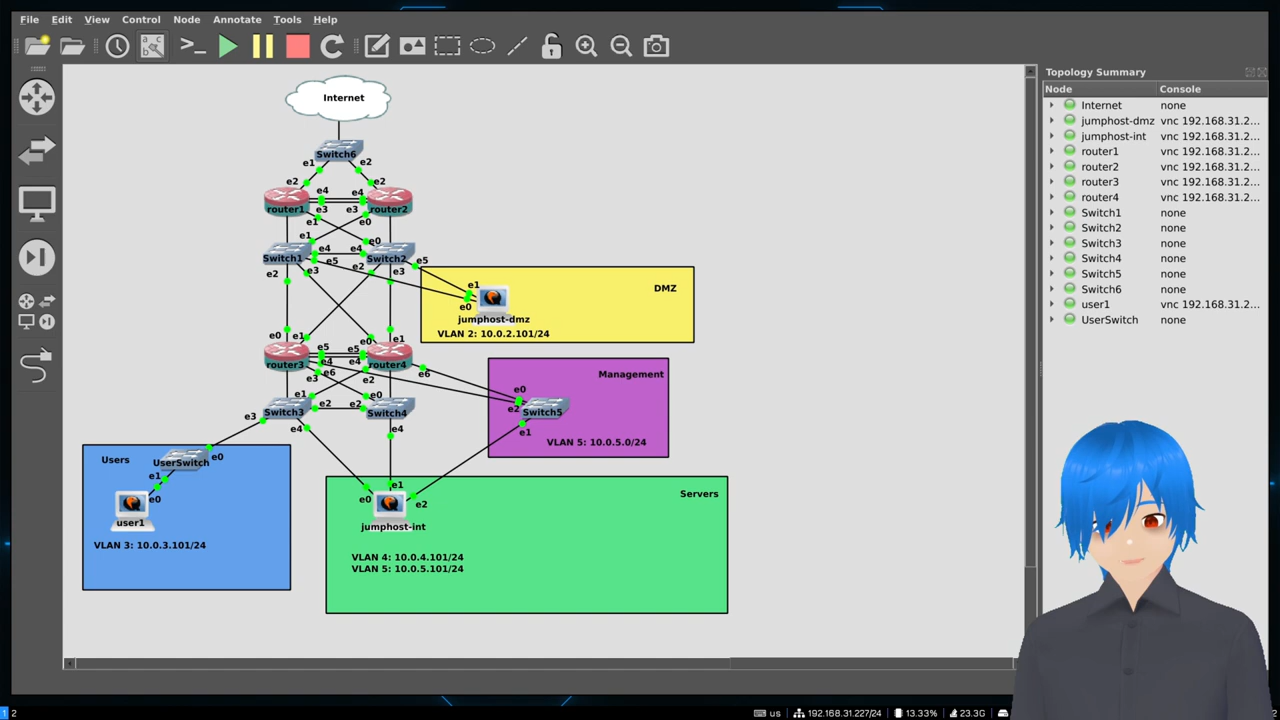 File Edit View Control Node Annotate Tools Help
Topology Summary
Node Console
Internet none
jumphost-dmz vnc 192.168.31.2...
jumphost-int vnc 192.168.31.2...
router1 vnc 192.168.31.2...
router2 vnc 192.168.31.2...
router3 vnc 192.168.31.2...
router4 vnc 192.168.31.2...
Switch1 none
Switch2 none
Switch3 none
Switch4 none
Switch5 none
Switch6 none
user1 vnc 192.168.31.2...
UserSwitch none
Internet
Switch6
e1 e2
e2 e2
e4 e4
router1 router2
e3 e3
e1 e0
e1 e0
e4 e4
Switch1 Switch2
e5 e5
e2 e3 e2 e3
DMZ
e1
e0
jumphost-dmz
VLAN 2: 10.0.2.101/24
e0 e1 e0 e1
e5 e5
router3 e4 e4 router4
e6 e6
e3 e2
Management
e0
e2 Switch5
e1
VLAN 5: 10.0.5.0/24
e1 e0
e2 e2
Switch3 Switch4
e3 e4 e4
Users
UserSwitch e0
e1
e0
user1
VLAN 3: 10.0.3.101/24
Servers
e1
e0 e2
jumphost-int
VLAN 4: 10.0.4.101/24
VLAN 5: 10.0.5.101/24
1 2
us 192.168.31.227/24 13.33% 23.3G